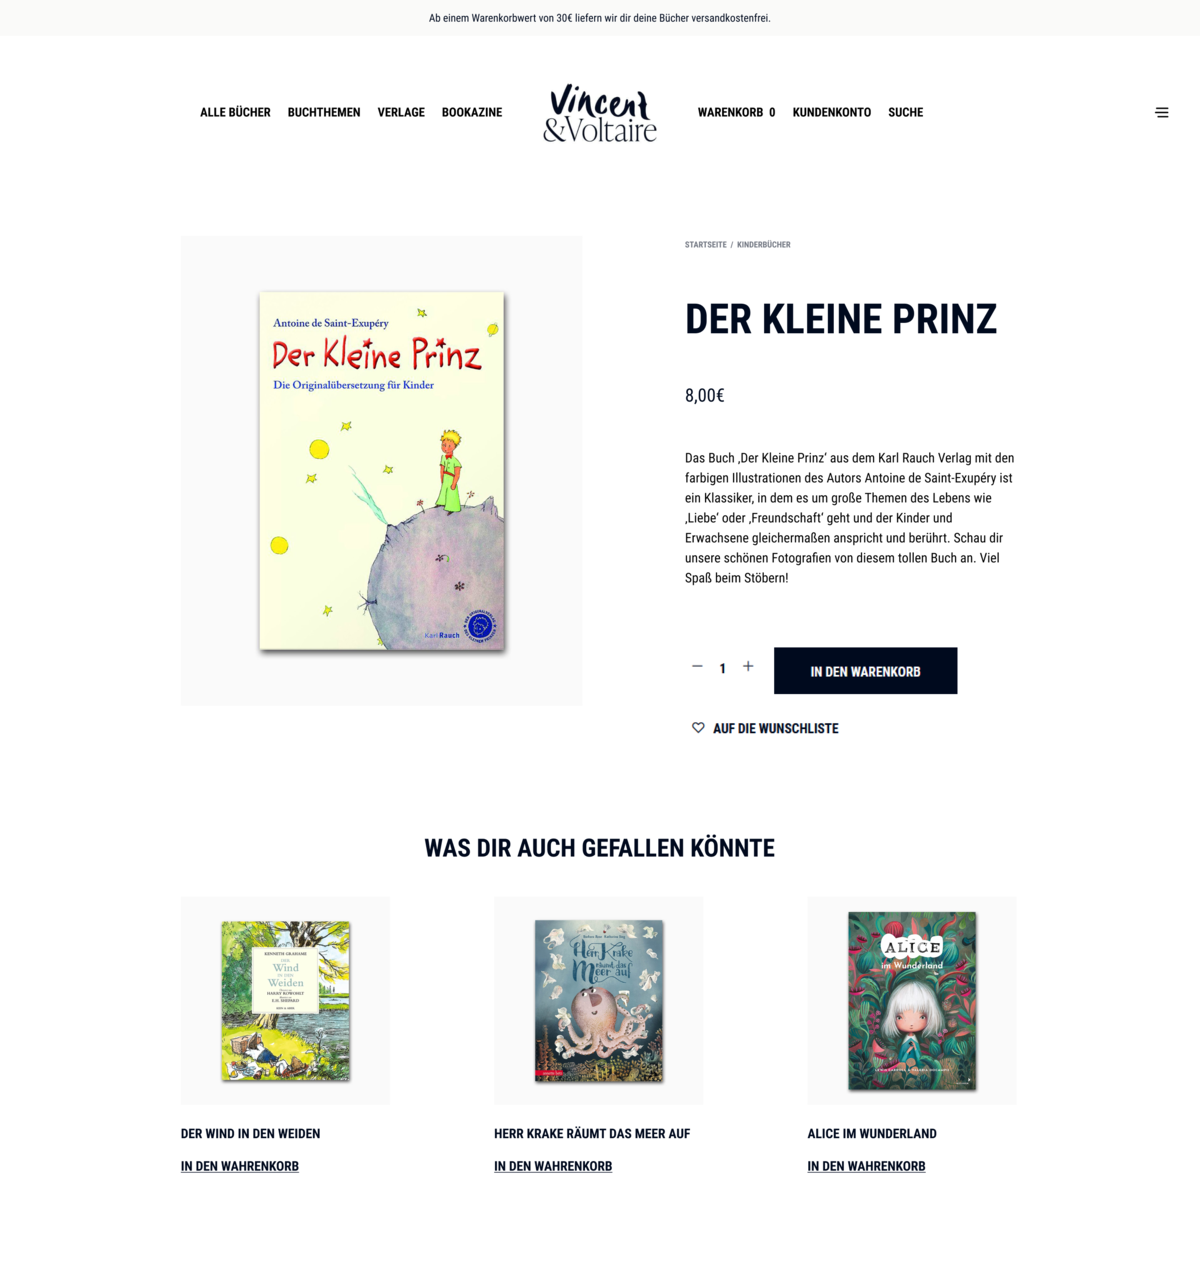 Ab einem Warenkorbwert von 30€ liefern wir dir deine Bücher versandkostenfrei.
ALLE BÜCHER BUCHTHEMEN VERLAGE BOOKAZINE
Vincent
&Voltaire
WARENKORB 0 KUNDENKONTO SUCHE
Antoine de Saint-Exupéry
Der Kleine Prinz
Die Originalübersetzung für Kinder
Karl Rauch
STARTSEITE / KINDERBÜCHER
DER KLEINE PRINZ
8,00€
Das Buch ‚Der Kleine Prinz‘ aus dem Karl Rauch Verlag mit den
farbigen Illustrationen des Autors Antoine de Saint-Exupéry ist
ein Klassiker, in dem es um große Themen des Lebens wie
‚Liebe‘ oder ‚Freundschaft‘ geht und der Kinder und
Erwachsene gleichermaßen anspricht und berührt. Schau dir
unsere schönen Fotografien von diesem tollen Buch an. Viel
Spaß beim Stöbern!
1
IN DEN WARENKORB
AUF DIE WUNSCHLISTE
WAS DIR AUCH GEFALLEN KÖNNTE
KENNETH GRAHAME
DER
Wind
IN DEN
Weiden
HARRY ROWOHLT
E.H. SHEPARD
DER WIND IN DEN WEIDEN
IN DEN WAHRENKORB
Herr Krake
räumt das
Meer auf
HERR KRAKE RÄUMT DAS MEER AUF
IN DEN WAHRENKORB
ALICE
im Wunderland
ALICE IM WUNDERLAND
IN DEN WAHRENKORB